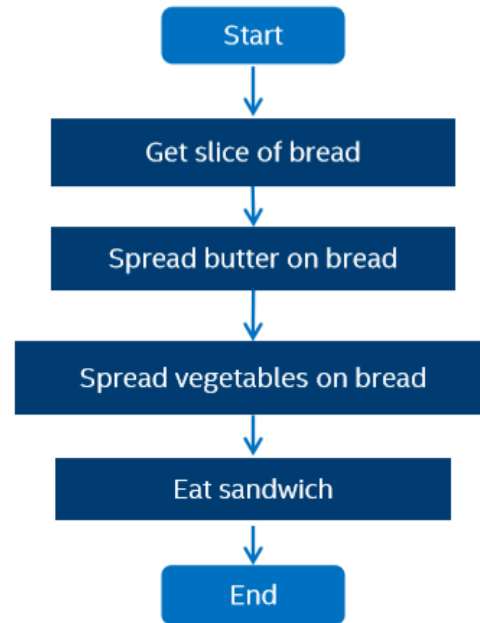 Start
Get slice of bread
Spread butter on bread
Spread vegetables on bread
Eat sandwich
End